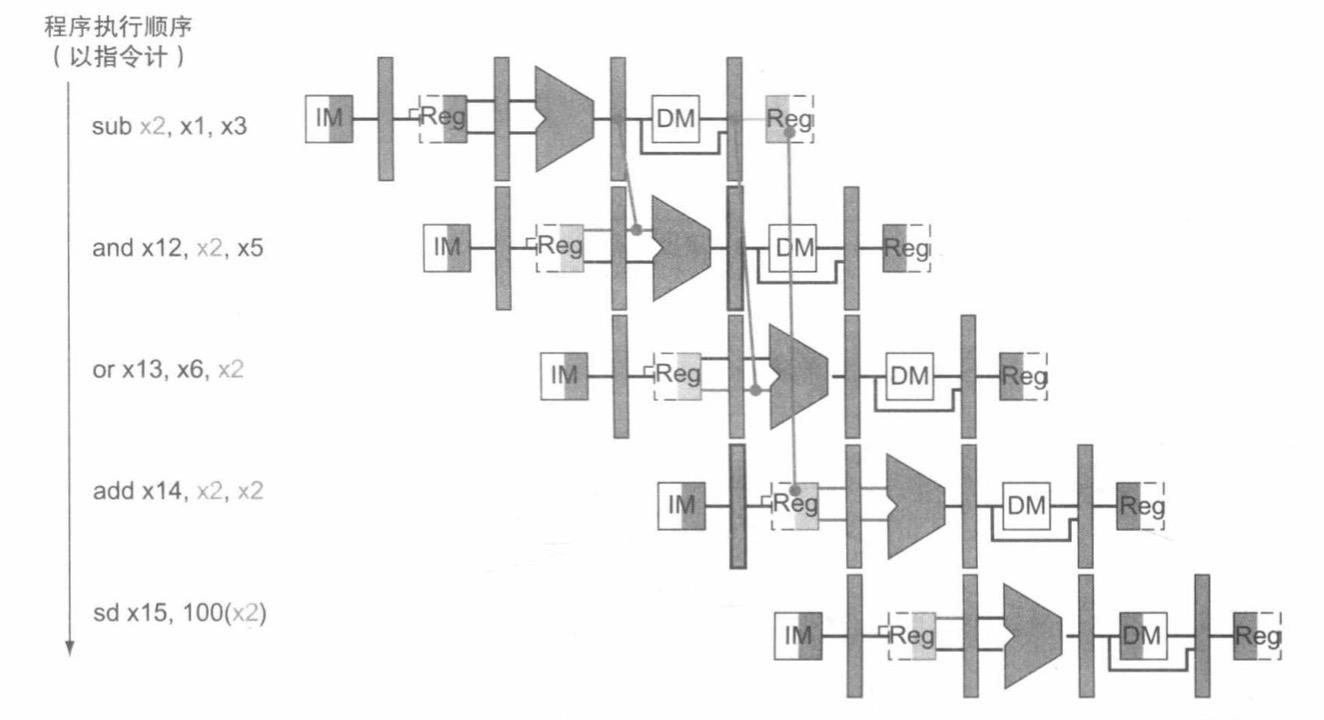 程序执行顺序
（以指令计）
sub x2, x1, x3
IM Reg DM Reg
and x12, x2, x5
IM Reg DM Reg
or x13, x6, x2
IM Reg DM Reg
add x14, x2, x2
IM Reg DM Reg
sd x15, 100(x2)
IM Reg DM Reg